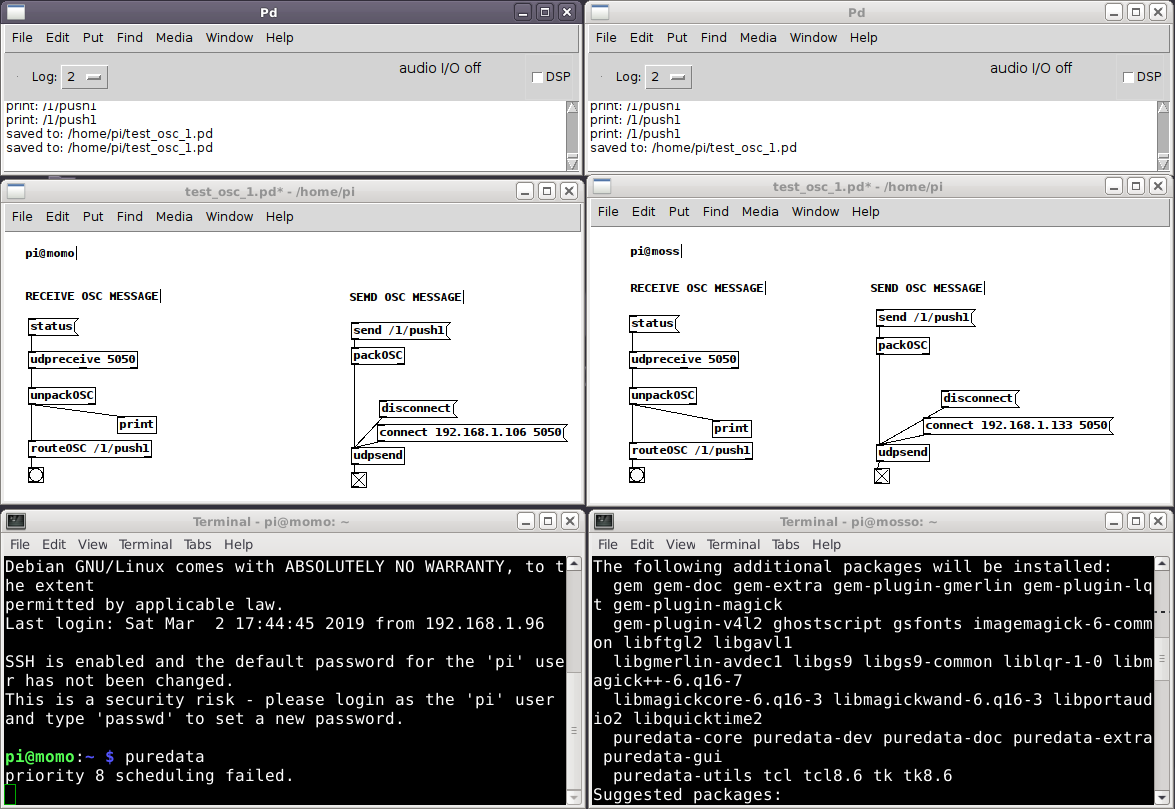 Pd
File Edit Put Find Media Window Help
Log: 2
audio I/O off
DSP
print: /1/push1
print: /1/push1
saved to: /home/pi/test_osc_1.pd
saved to: /home/pi/test_osc_1.pd
Pd
File Edit Put Find Media Window Help
Log: 2
audio I/O off
DSP
print: /1/push1
print: /1/push1
print: /1/push1
saved to: /home/pi/test_osc_1.pd
test_osc_1.pd* - /home/pi
File Edit Put Find Media Window Help
pi@momo
RECEIVE OSC MESSAGE
status
udpreceive 5050
unpackOSC
print
routeOSC /1/push1
SEMD OSC MESSAGE
send /1/push1
packOSC
disconnect
connect 192.168.1.106 5050
udpsend
test_osc_1.pd* - /home/pi
File Edit Put Find Media Window Help
pi@moss
RECEIVE OSC MESSAGE
status
udpreceive 5050
unpackOSC
print
routeOSC /1/push1
SEND OSC MESSAGE
send /1/push1
packOSC
disconnect
connect 192.168.1.133 5050
udpsend
Terminal - pi@momo: ~
File Edit View Terminal Tabs Help
Debian GNU/Linux comes with ABSOLUTELY NO WARRANTY, to t
he extent
permitted by applicable law.
Last login: Sat Mar  2 17:44:45 2019 from 192.168.1.96
SSH is enabled and the default password for the 'pi' use
r has not been changed.
This is a security risk - please login as the 'pi' user
and type 'passwd' to set a new password.
pi@momo:~ $ puredata
priority 8 scheduling failed.
Terminal - pi@mosso: ~
File Edit View Terminal Tabs Help
The following additional packages will be installed:
gem gem-doc gem-extra gem-plugin-gmerlin gem-plugin-lq
t gem-plugin-magick
gem-plugin-v4l2 ghostscript gsfonts imagemagick-6-comm
on libftgl2 libgavl1
libgmerlin-avdec1 libgs9 libgs9-common liblqr-1-0 libm
agick++-6.q16-7
libmagickcore-6.q16-3 libmagickwand-6.q16-3 libportaud
io2 libquicktime2
puredata-core puredata-dev puredata-doc puredata-extra
puredata-gui
puredata-utils tcl tcl8.6 tk tk8.6
Suggested packages: